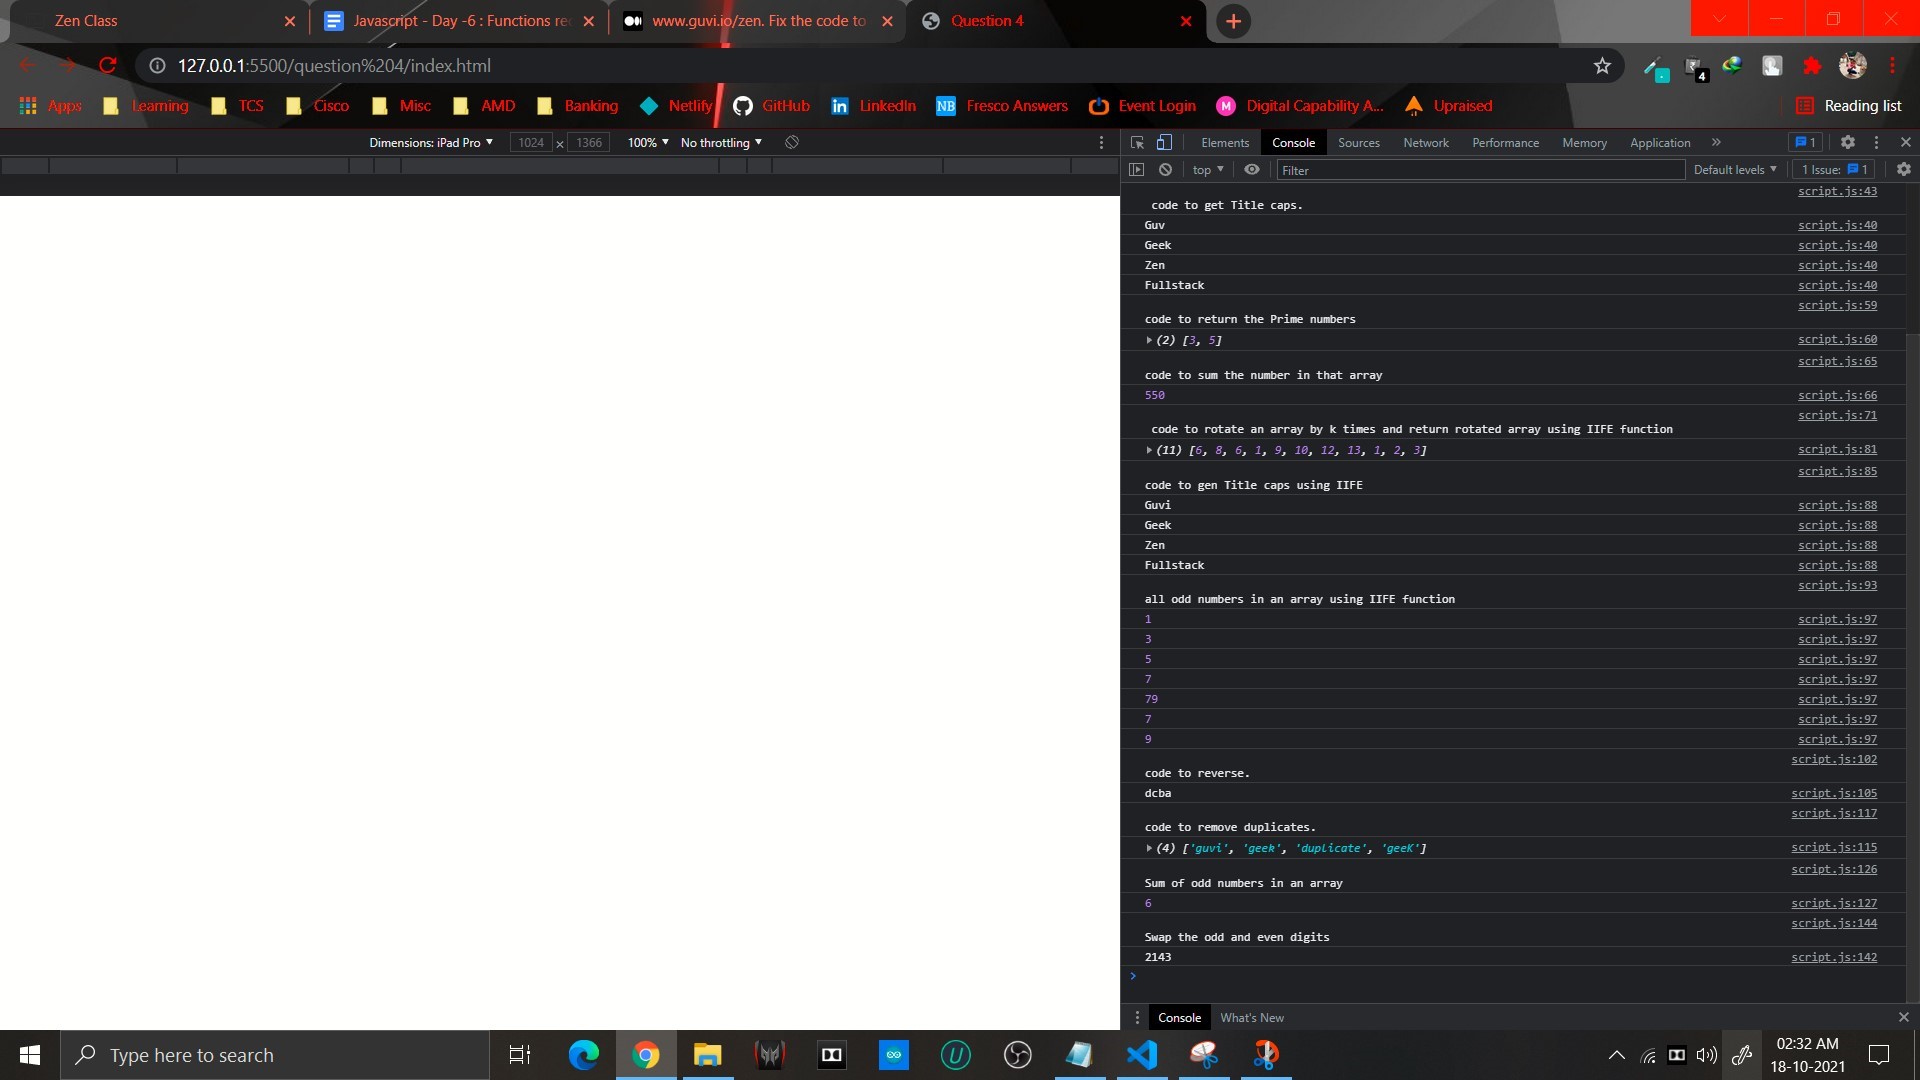 Zen Class
Javascript - Day -6 : Functions rec
www.guvi.io/zen. Fix the code to
Question 4
127.0.0.1:5500/question%204/index.html
4
Apps Learning TCS Cisco Misc AMD Banking Netlify GitHub LinkedIn NB Fresco Answers Event Login M Digital Capability A... Upraised Reading list
Dimensions: iPad Pro 1024 x 1366 100% No throttling
Elements Console Sources Network Performance Memory Application » 1
top Filter Default levels 1 Issue: 1
script.js:43
code to get Title caps.
Guv script.js:40
Geek script.js:40
Zen script.js:40
Fullstack script.js:40
script.js:59
code to return the Prime numbers
(2) [3, 5] script.js:60
script.js:65
code to sum the number in that array
550 script.js:66
script.js:71
code to rotate an array by k times and return rotated array using IIFE function
(11) [6, 8, 6, 1, 9, 10, 12, 13, 1, 2, 3] script.js:81
script.js:85
code to gen Title caps using IIFE
Guvi script.js:88
Geek script.js:88
Zen script.js:88
Fullstack script.js:88
script.js:93
all odd numbers in an array using IIFE function
1 script.js:97
3 script.js:97
5 script.js:97
7 script.js:97
79 script.js:97
7 script.js:97
9 script.js:97
script.js:102
code to reverse.
dcba script.js:105
script.js:117
code to remove duplicates.
(4) ['guvi', 'geek', 'duplicate', 'geeK'] script.js:115
script.js:126
Sum of odd numbers in an array
6 script.js:127
script.js:144
Swap the odd and even digits
2143 script.js:142
Console What's New
Type here to search
02:32 AM
18-10-2021